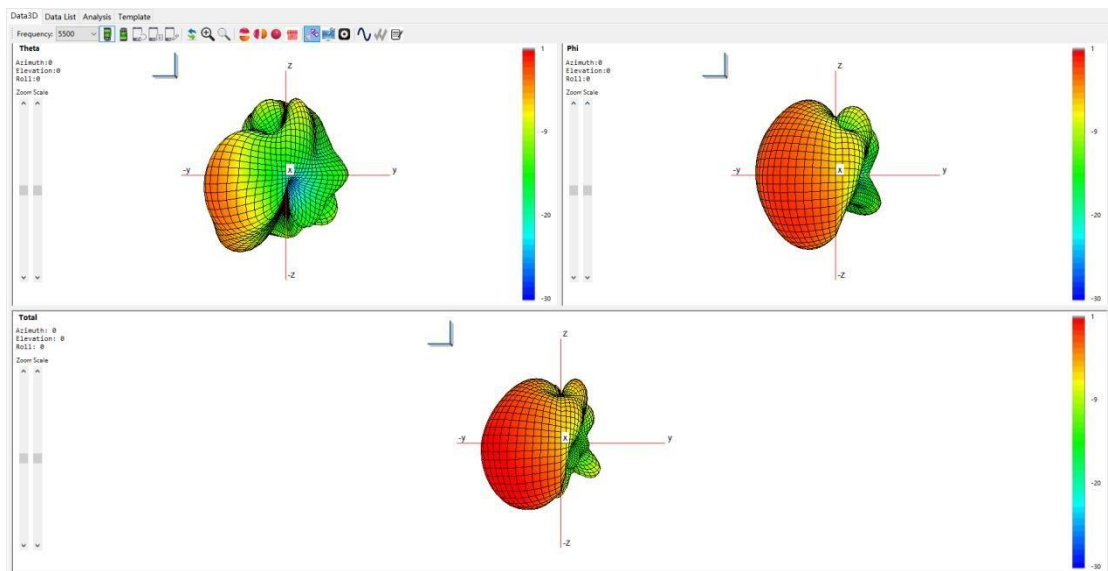 Data3D Data List Analysis Template
Frequency: 5500
Theta
Azimuth:0
Elevation:0
Roll:0
Zoom Scale
z
-y
x
y
-z
1
-9
-20
-30
Phi
Azimuth:0
Elevation:0
Roll:0
Zoom Scale
z
-y
x
y
-z
1
-9
-20
-30
Total
Azimuth: 0
Elevation: 0
Roll: 0
Zoom Scale
z
-y
x
y
-z
1
-9
-20
-30